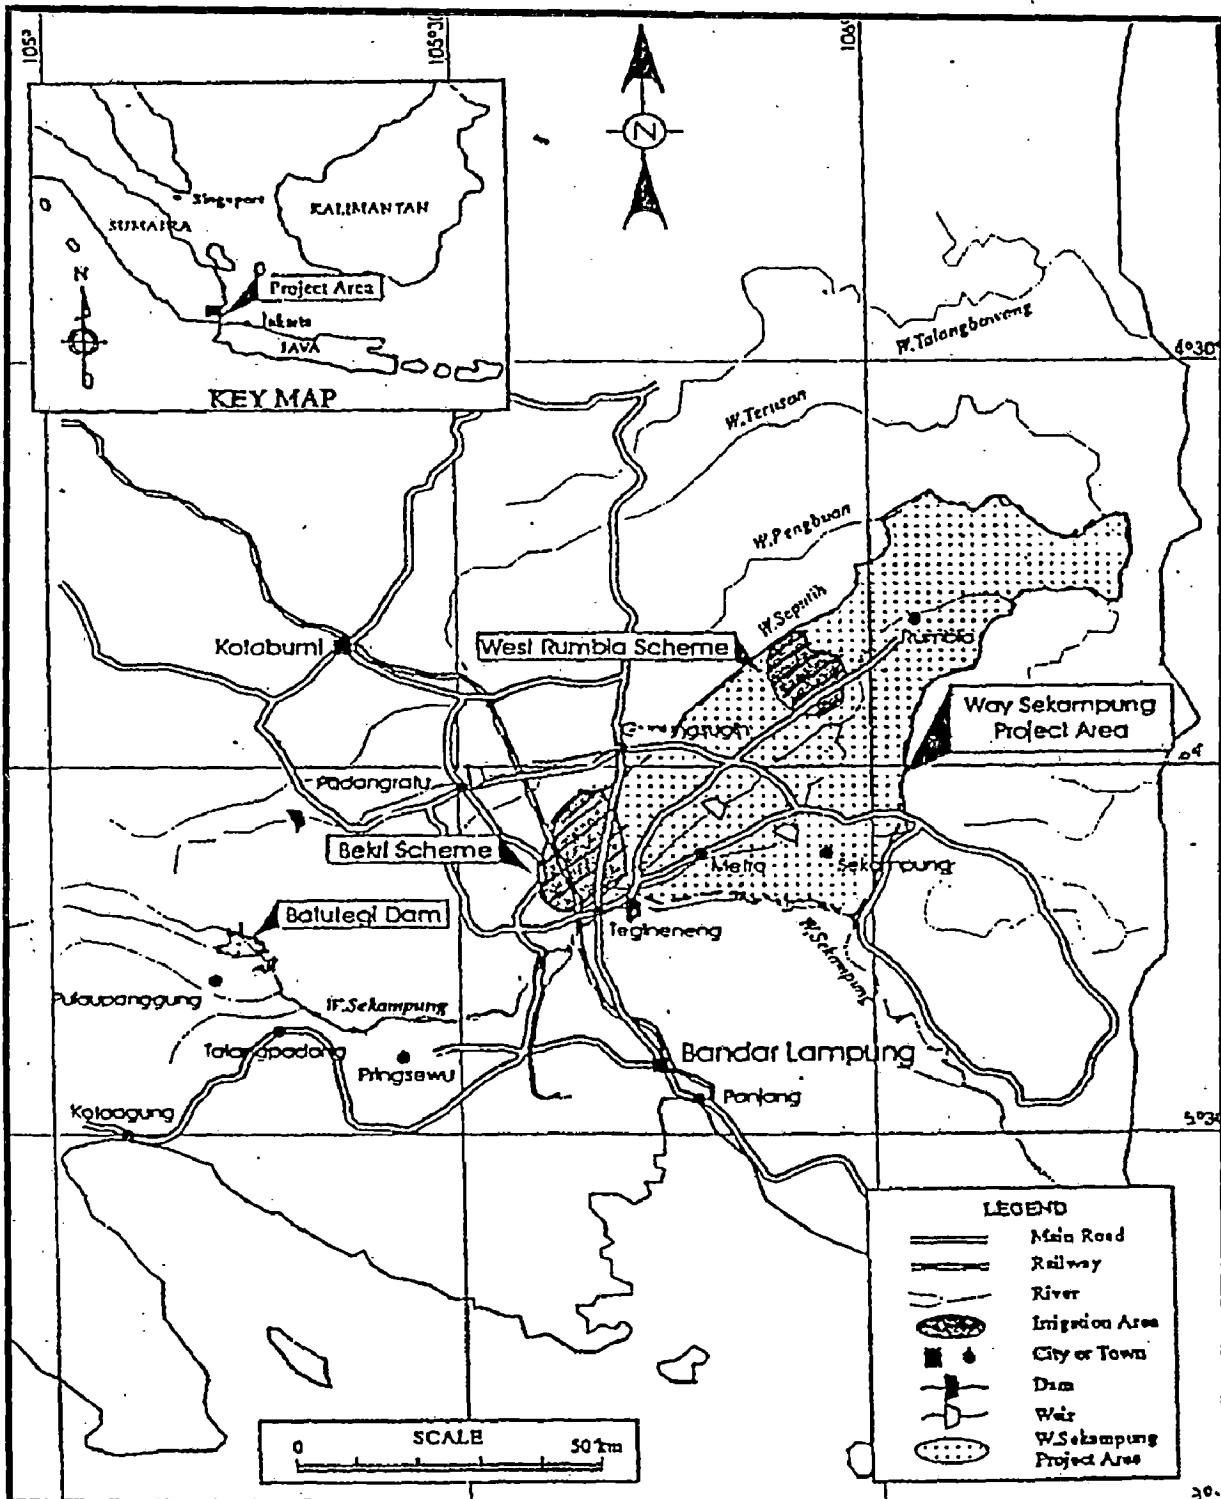 105°
105°30
106°
N
Singapore
SUMATRA
KALIMANTAN
N
Project Area
Jakarta
JAVA
KEY MAP
W.Tulangbawang
4°30'
W.Terusan
W.Pengbuan
W.Seputih
Rumbia
Kotabumi
West Rumbia Scheme
Way Sekampung
Project Area
Padangratu
Bekri Scheme
Metro
Sekampung
Batutegi Dam
Tegineneng
W.Sekampung
Pulaupanggung
W.Sekampung
Talangpadang
Pringsewu
Bandar Lampung
Panjang
Kotaagung
5°30
LEGEND
Main Road
Railway
River
Irrigation Area
City or Town
Dam
Weir
W.Sekampung
Project Area
SCALE
0 50 km